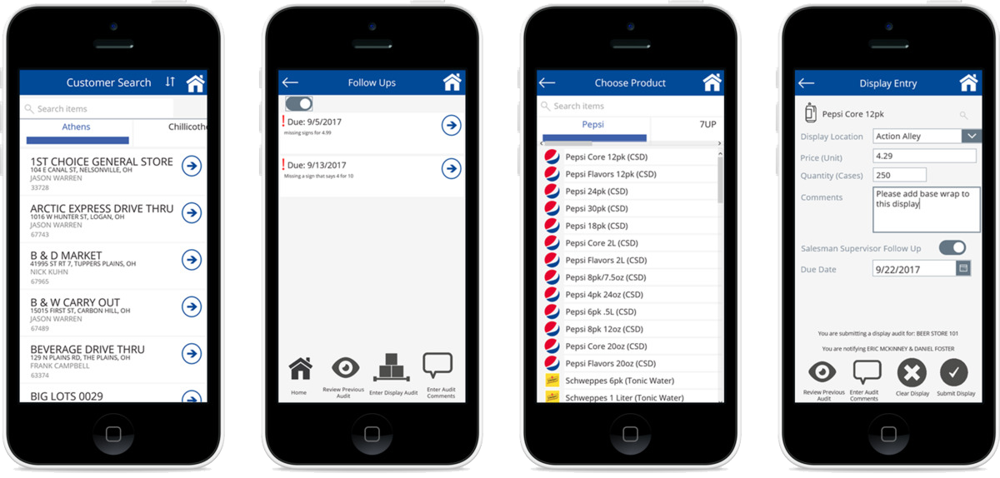 Customer Search
Search items
Athens
Chillicothe
1ST CHOICE GENERAL STORE
104 E CANAL ST, NELSONVILLE, OH
JASON WARREN
33728
ARCTIC EXPRESS DRIVE THRU
1016 W HUNTER ST, LOGAN, OH
JASON WARREN
67743
B & D MARKET
41995 ST RT 7, TUPPERS PLAINS, OH
NICK KUHN
67965
B & W CARRY OUT
15015 FIRST ST, CARBON HILL, OH
JASON WARREN
67489
BEVERAGE DRIVE THRU
129 N PLAINS RD, THE PLAINS, OH
FRANK CAMPBELL
63374
BIG LOTS 0029
Follow Ups
! Due: 9/5/2017
missing signs for 4.99
! Due: 9/13/2017
Missing a sign that says 4 for 10
Home
Review Previous
Audit
Enter Display Audit
Enter Audit
Comments
Choose Product
Search items
Pepsi
7UP
Pepsi Core 12pk (CSD)
Pepsi Flavors 12pk (CSD)
Pepsi 24pk (CSD)
Pepsi 30pk (CSD)
Pepsi 18pk (CSD)
Pepsi Core 2L (CSD)
Pepsi Flavors 2L (CSD)
Pepsi 8pk/7.5oz (CSD)
Pepsi 4pk 24oz (CSD)
Pepsi 6pk .5L (CSD)
Pepsi 8pk 12oz (CSD)
Pepsi Core 20oz (CSD)
Pepsi Flavors 20oz (CSD)
Schweppes 6pk (Tonic Water)
Schweppes 1 Liter (Tonic Water)
Display Entry
Pepsi Core 12pk
Display Location
Action Alley
Price (Unit)
4.29
Quantity (Cases)
250
Comments
Please add base wrap to
this display
Salesman Supervisor Follow Up
Due Date
9/22/2017
You are submitting a display audit for: BEER STORE 101
You are notifying ERIC MCKINNEY & DANIEL FOSTER
Review Previous
Audit
Enter Audit
Comments
Clear Display
Submit Display